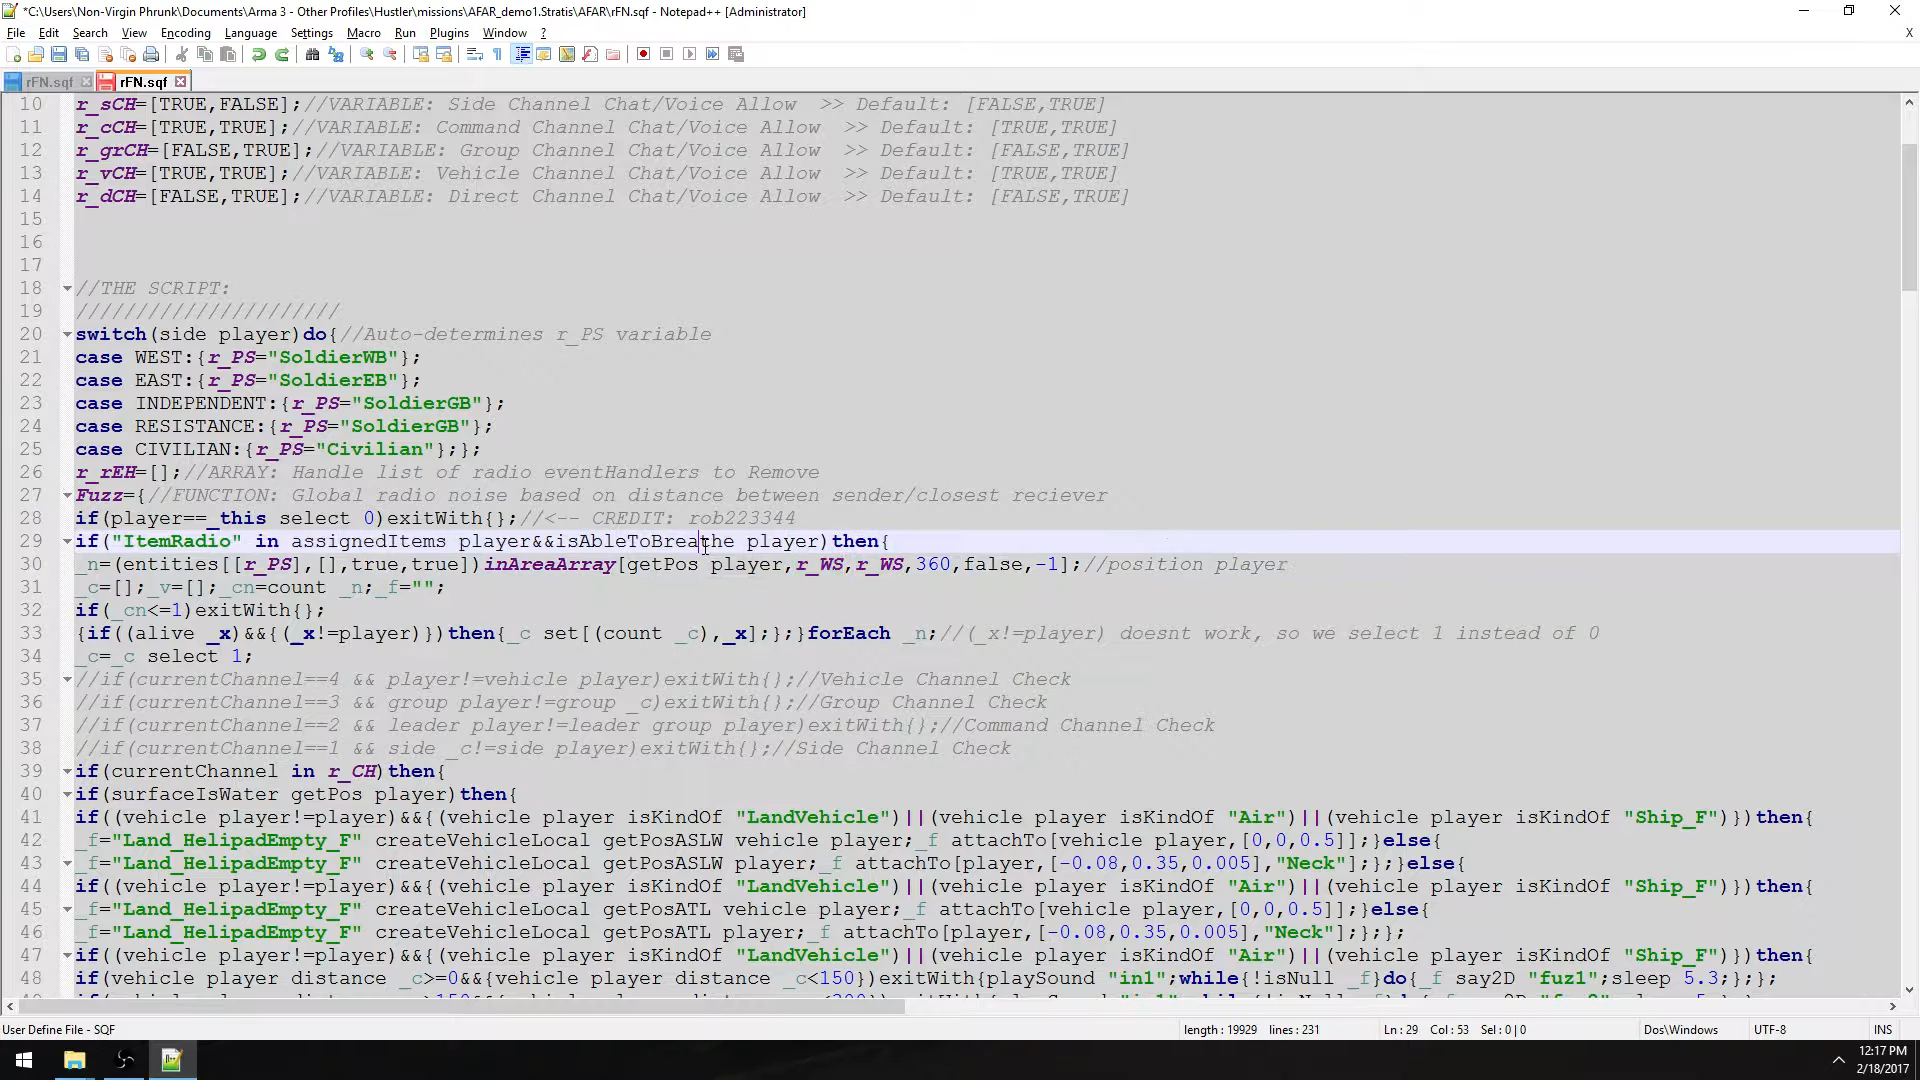 *C:\Users\Non-Virgin Phrunk\Documents\Arma 3 - Other Profiles\Hustler\missions\AFAR_demo1.Stratis\AFAR\rFN.sqf - Notepad++ [Administrator]
File Edit Search View Encoding Language Settings Macro Run Plugins Window ? X
rFN.sqf rFN.sqf
10 r_sCH=[TRUE,FALSE];//VARIABLE: Side Channel Chat/Voice Allow  >> Default: [FALSE,TRUE]
11 r_cCH=[TRUE,TRUE];//VARIABLE: Command Channel Chat/Voice Allow  >> Default: [TRUE,TRUE]
12 r_grCH=[FALSE,TRUE];//VARIABLE: Group Channel Chat/Voice Allow  >> Default: [FALSE,TRUE]
13 r_vCH=[TRUE,TRUE];//VARIABLE: Vehicle Channel Chat/Voice Allow  >> Default: [TRUE,TRUE]
14 r_dCH=[FALSE,TRUE];//VARIABLE: Direct Channel Chat/Voice Allow  >> Default: [FALSE,TRUE]
15
16
17
18 //THE SCRIPT:
19 //////////////////////
20 switch(side player)do{//Auto-determines r_PS variable
21 case WEST:{r_PS="SoldierWB"};
22 case EAST:{r_PS="SoldierEB"};
23 case INDEPENDENT:{r_PS="SoldierGB"};
24 case RESISTANCE:{r_PS="SoldierGB"};
25 case CIVILIAN:{r_PS="Civilian"};};
26 r_rEH=[];//ARRAY: Handle list of radio eventHandlers to Remove
27 Fuzz={//FUNCTION: Global radio noise based on distance between sender/closest reciever
28 if(player==_this select 0)exitWith{};//<-- CREDIT: rob223344
29 if("ItemRadio" in assignedItems player&&isAbleToBreathe player)then{
30 _n=(entities[[r_PS],[],true,true])inAreaArray[getPos player,r_WS,r_WS,360,false,-1];//position player
31 _c=[];_v=[];_cn=count _n;_f="";
32 if(_cn<=1)exitWith{};
33 {if((alive _x)&&{(_x!=player)})then{_c set[(count _c),_x];};}forEach _n;//(_x!=player) doesnt work, so we select 1 instead of 0
34 _c=_c select 1;
35 //if(currentChannel==4 && player!=vehicle player)exitWith{};//Vehicle Channel Check
36 //if(currentChannel==3 && group player!=group _c)exitWith{};//Group Channel Check
37 //if(currentChannel==2 && leader player!=leader group player)exitWith{};//Command Channel Check
38 //if(currentChannel==1 && side _c!=side player)exitWith{};//Side Channel Check
39 if(currentChannel in r_CH)then{
40 if(surfaceIsWater getPos player)then{
41 if((vehicle player!=player)&&{(vehicle player isKindOf "LandVehicle")||(vehicle player isKindOf "Air")||(vehicle player isKindOf "Ship_F")})then{
42 _f="Land_HelipadEmpty_F" createVehicleLocal getPosASLW vehicle player;_f attachTo[vehicle player,[0,0,0.5]];}else{
43 _f="Land_HelipadEmpty_F" createVehicleLocal getPosASLW player;_f attachTo[player,[-0.08,0.35,0.005],"Neck"];};}else{
44 if((vehicle player!=player)&&{(vehicle player isKindOf "LandVehicle")||(vehicle player isKindOf "Air")||(vehicle player isKindOf "Ship_F")})then{
45 _f="Land_HelipadEmpty_F" createVehicleLocal getPosATL vehicle player;_f attachTo[vehicle player,[0,0,0.5]];}else{
46 _f="Land_HelipadEmpty_F" createVehicleLocal getPosATL player;_f attachTo[player,[-0.08,0.35,0.005],"Neck"];};};
47 if((vehicle player!=player)&&{(vehicle player isKindOf "LandVehicle")||(vehicle player isKindOf "Air")||(vehicle player isKindOf "Ship_F")})then{
48 if(vehicle player distance _c>=0&&{vehicle player distance _c<150})exitWith{playSound "in1";while{!isNull _f}do{_f say2D "fuz1";sleep 5.3;};};
User Define File - SQF length : 19929 lines : 231 Ln : 29 Col : 53 Sel : 0 | 0 Dos\Windows UTF-8 INS
12:17 PM
2/18/2017